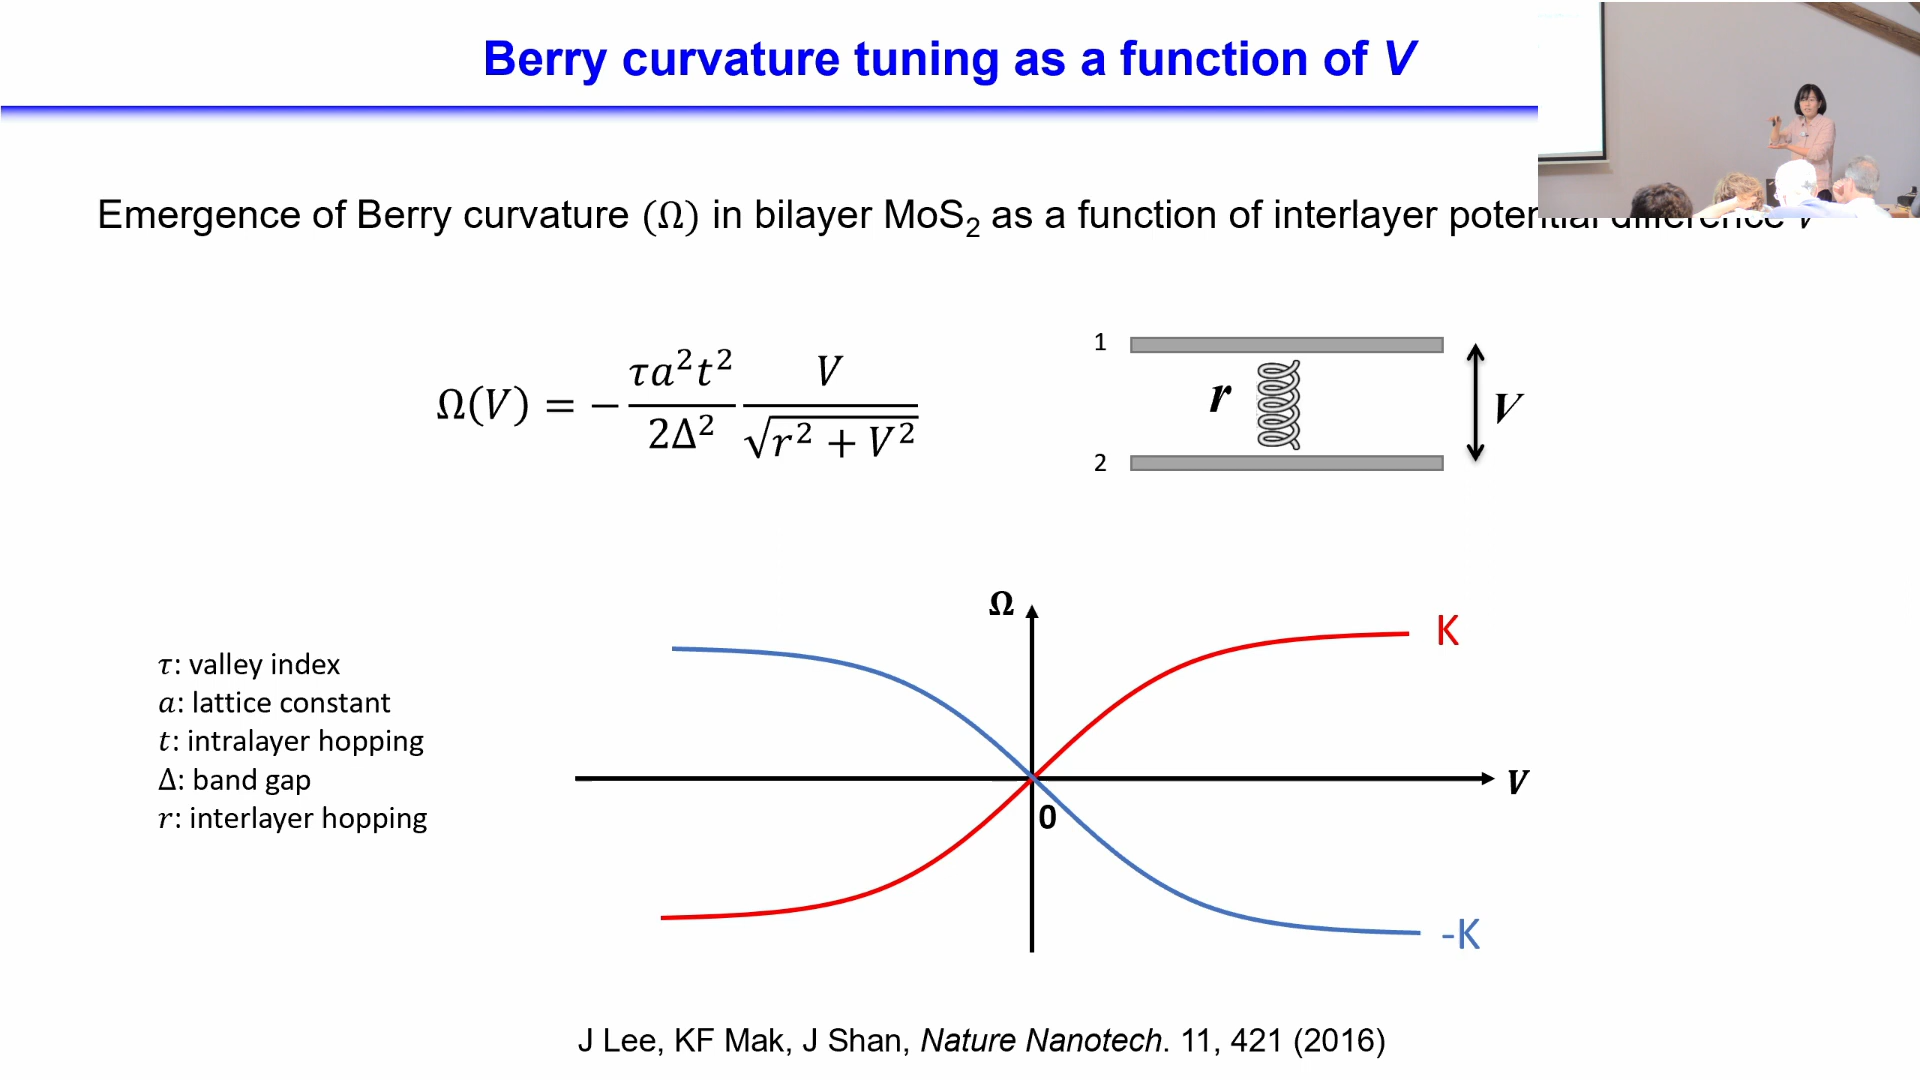 Berry curvature tuning as a function of V
Emergence of Berry curvature (Ω) in bilayer MoS₂ as a function of interlayer potential difference V
Ω(V) = − τa²t² / 2Δ² V / √(r² + V²)
1
r
V
2
Ω
K
τ: valley index
a: lattice constant
t: intralayer hopping
Δ: band gap
r: interlayer hopping
V
0
-K
J Lee, KF Mak, J Shan, Nature Nanotech. 11, 421 (2016)